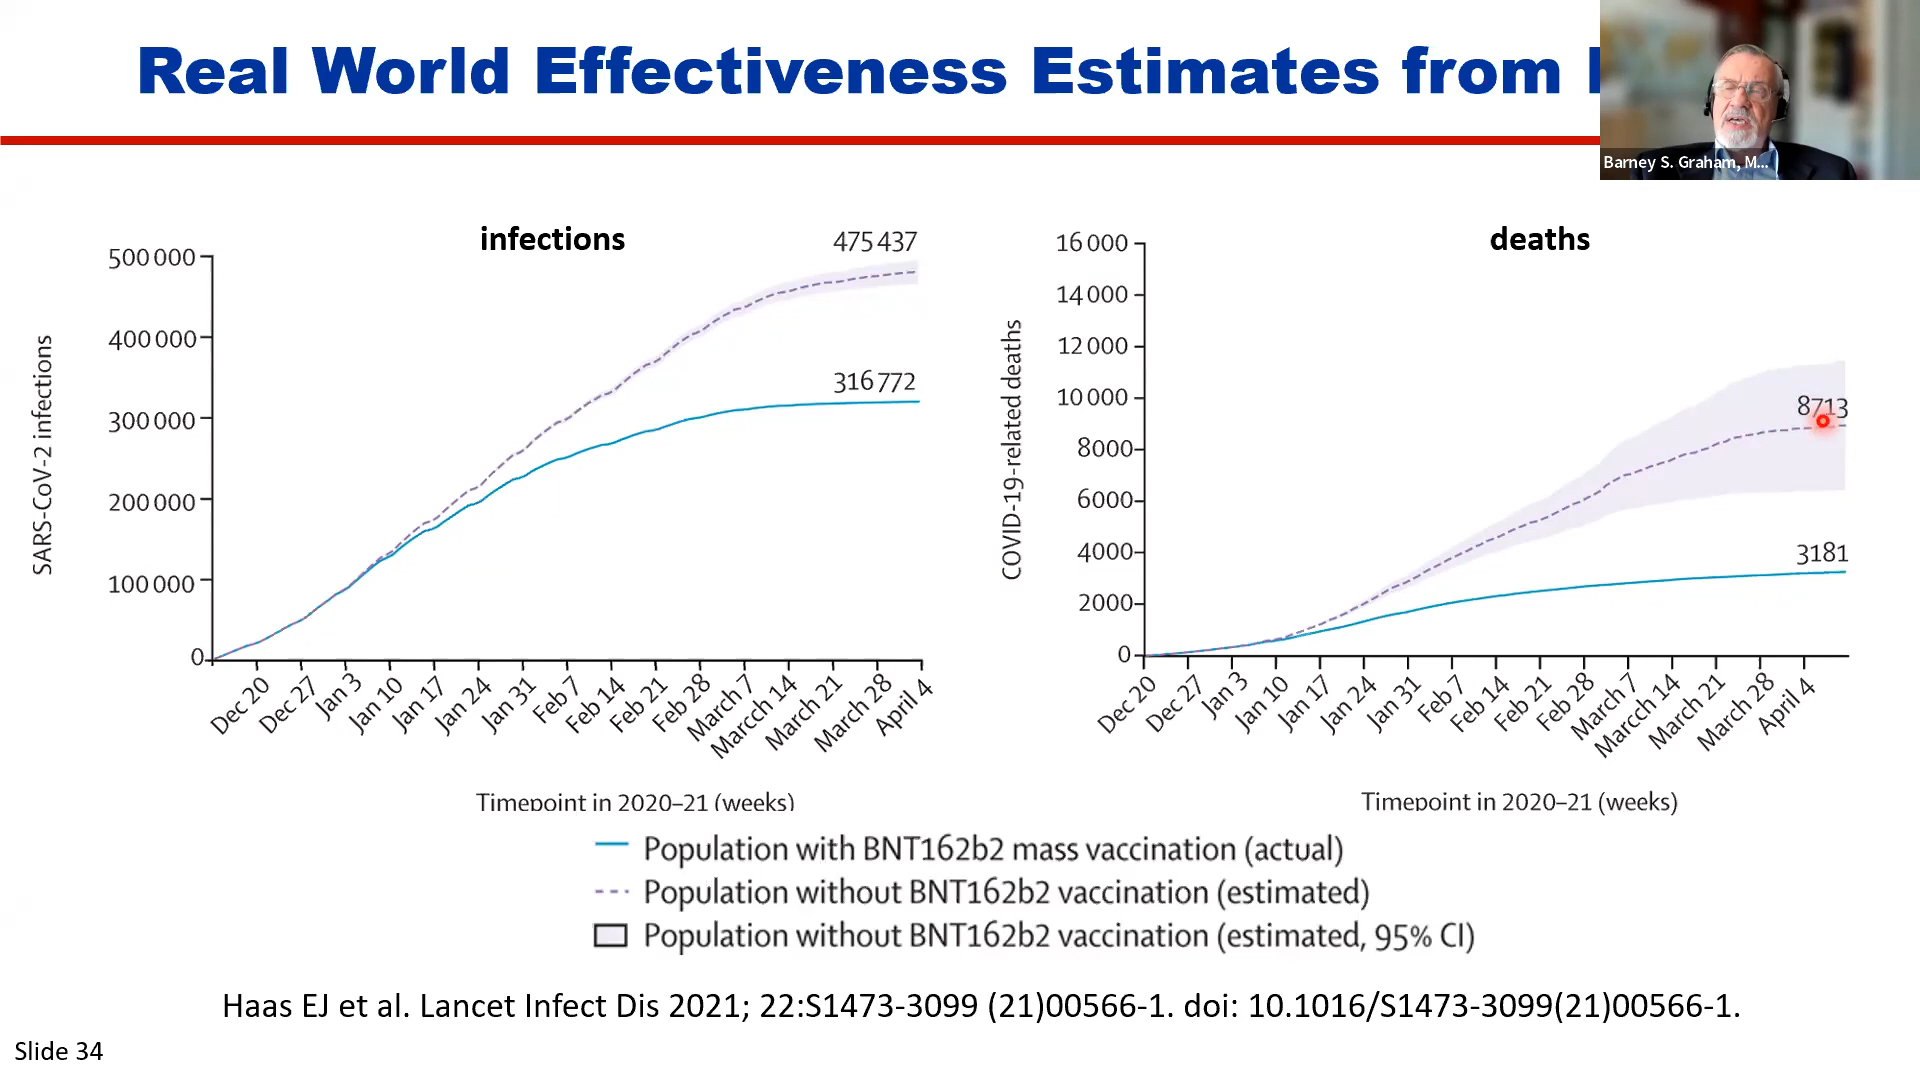 Real World Effectiveness Estimates from
Barney S. Graham, M...
infections
475 437
500 000
400 000
316 772
300 000
200 000
100 000
0
SARS-CoV-2 infections
Dec 20
Dec 27
Jan 3
Jan 10
Jan 17
Jan 24
Jan 31
Feb 7
Feb 14
Feb 21
Feb 28
March 7
March 14
March 21
March 28
April 4
Timepoint in 2020–21 (weeks)
deaths
16 000
14 000
12 000
10 000
8713
8000
6000
4000
3181
2000
0
COVID-19-related deaths
Dec 20
Dec 27
Jan 3
Jan 10
Jan 17
Jan 24
Jan 31
Feb 7
Feb 14
Feb 21
Feb 28
March 7
March 14
March 21
March 28
April 4
Timepoint in 2020–21 (weeks)
Population with BNT162b2 mass vaccination (actual)
Population without BNT162b2 vaccination (estimated)
Population without BNT162b2 vaccination (estimated, 95% CI)
Haas EJ et al. Lancet Infect Dis 2021; 22:S1473-3099 (21)00566-1. doi: 10.1016/S1473-3099(21)00566-1.
Slide 34